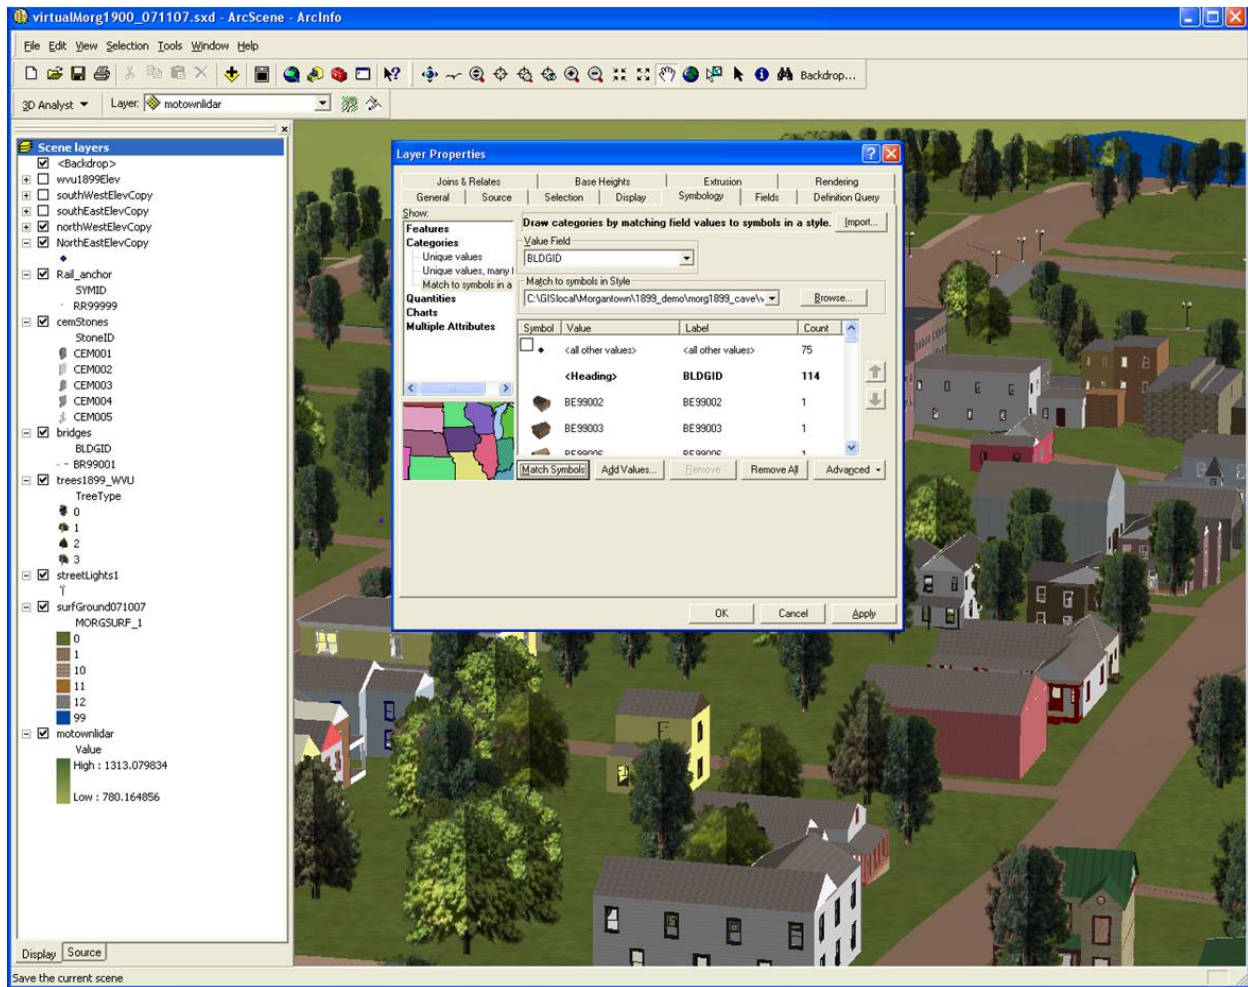 virtualMorg1900_071107.sxd - ArcScene - ArcInfo
File Edit View Selection Tools Window Help
Backdrop...
3D Analyst Layer: motownlidar
Scene layers
<Backdrop>
wvu1899Elev
southWestElevCopy
southEastElevCopy
northWestElevCopy
NorthEastElevCopy
Rail_anchor
SYMID
RR99999
cemStones
StoneID
CEM001
CEM002
CEM003
CEM004
CEM005
bridges
BLDGID
BR99001
trees1899_WVU
TreeType
0
1
2
3
streetLights1
surfGround071007
MORGSURF_1
0
1
10
11
12
99
motownlidar
Value
High : 1313.079834
Low : 780.164856
Display Source
Save the current scene
Layer Properties
Joins & Relates Base Heights Extrusion Rendering
General Source Selection Display Symbology Fields Definition Query
Show:
Features
Categories
Unique values
Unique values, many
Match to symbols in a
Quantities
Charts
Multiple Attributes
Draw categories by matching field values to symbols in a style. Import...
Value Field
BLDGID
Match to symbols in Style
C:\GISlocal\Morgantown\1899_demo\morg1899_cave\v Browse...
Symbol Value Label Count
<all other values> <all other values> 75
<Heading> BLDGID 114
BE99002 BE99002 1
BE99003 BE99003 1
Match Symbols Add Values... Remove Remove All Advanced
OK Cancel Apply